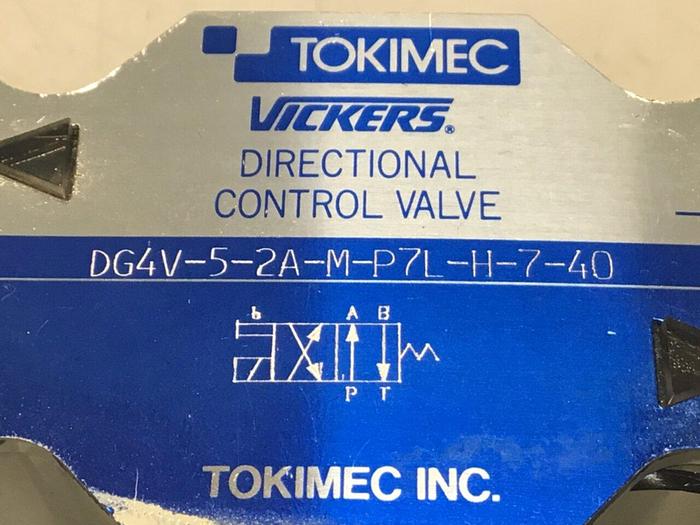 TOKIMEC
VICKERS®
DIRECTIONAL
CONTROL VALVE
DG4V-5-2A-M-P7L-H-7-40
b A B
P T
TOKIMEC INC.